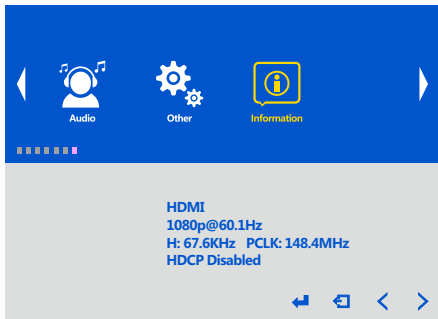 Audio Other Information
HDMI
1080p@60.1Hz
H: 67.6KHz PCLK: 148.4MHz
HDCP Disabled